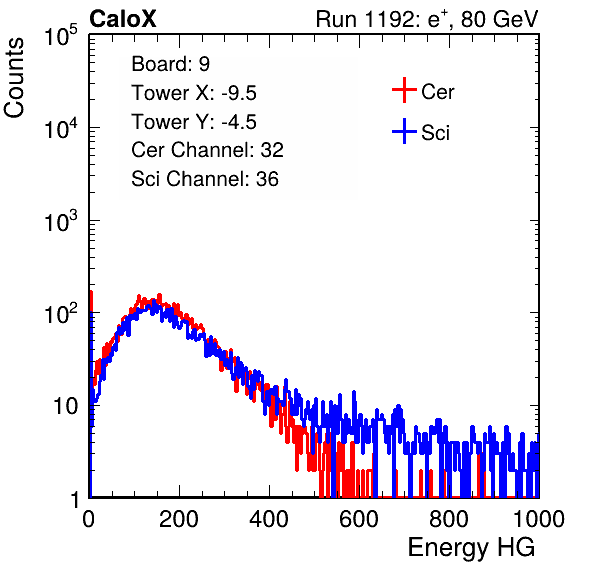 CaloX Run 1192: e⁺, 80 GeV
Counts
Board: 9
Tower X: -9.5
Tower Y: -4.5
Cer Channel: 32
Sci Channel: 36
Cer
Sci
10⁵
10⁴
10³
10²
10
1
0 200 400 600 800 1000
Energy HG